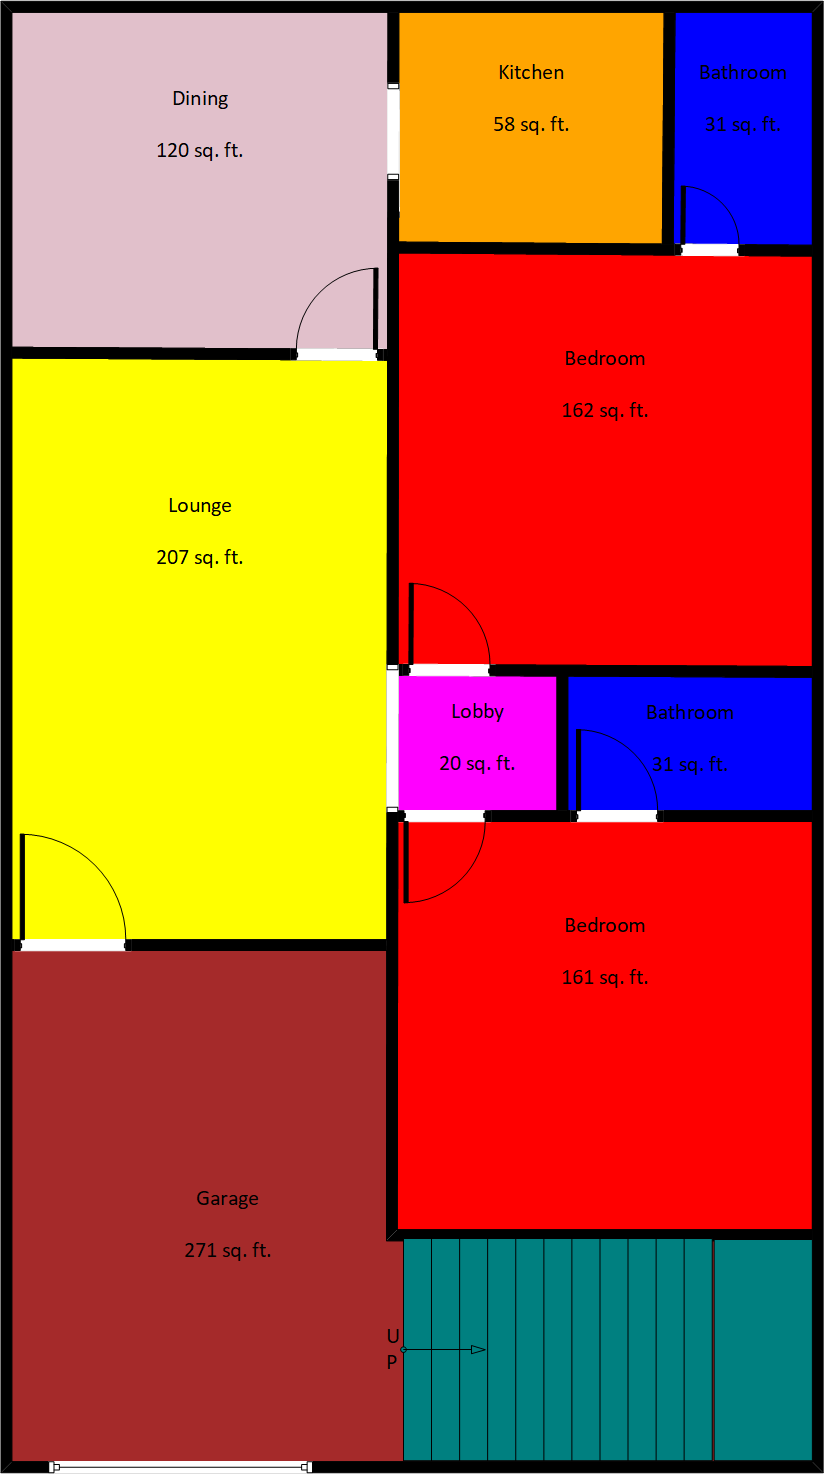 Dining
120 sq. ft.
Kitchen
58 sq. ft.
Bathroom
31 sq. ft.
Bedroom
162 sq. ft.
Lounge
207 sq. ft.
Lobby
20 sq. ft.
Bathroom
31 sq. ft.
Bedroom
161 sq. ft.
Garage
271 sq. ft.
U
P